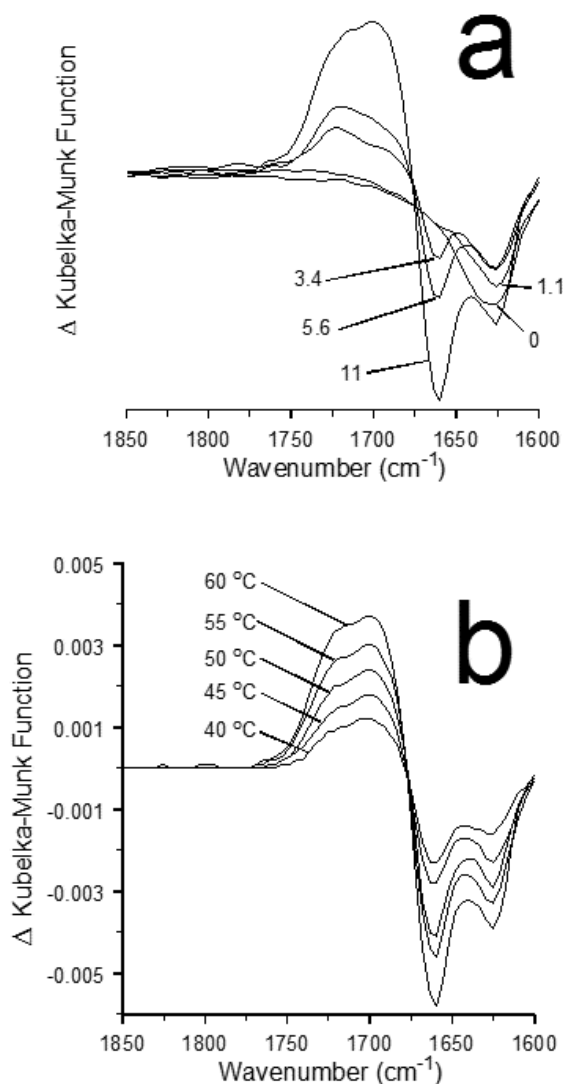 a
Δ Kubelka-Munk Function
3.4
1.1
5.6
0
11
1850 1800 1750 1700 1650 1600
Wavenumber (cm⁻¹)
b
Δ Kubelka-Munk Function
0.005
0.003
0.001
-0.001
-0.003
-0.005
60 °C
55 °C
50 °C
45 °C
40 °C
1850 1800 1750 1700 1650 1600
Wavenumber (cm⁻¹)